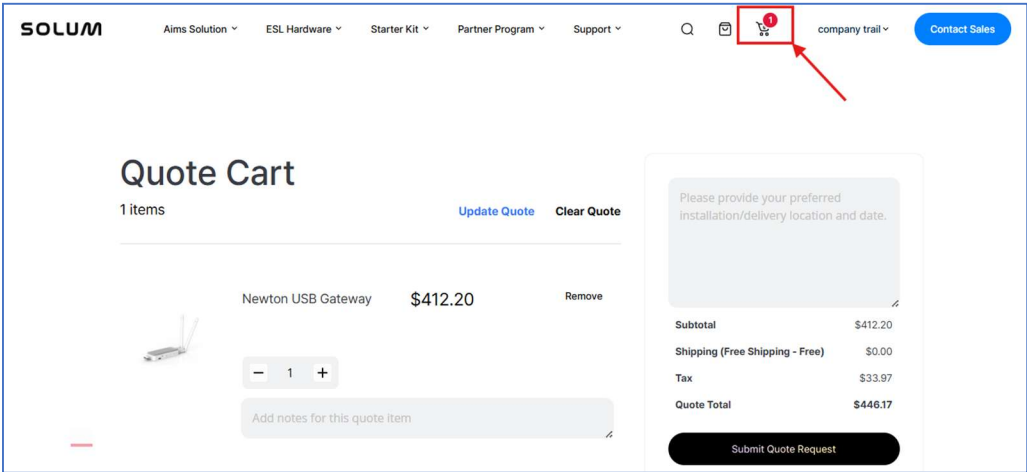 SOLUM Aims Solution ESL Hardware Starter Kit Partner Program Support 1 company trail Contact Sales
Quote Cart
1 items Update Quote Clear Quote
Newton USB Gateway $412.20 Remove
− 1 +
Add notes for this quote item
Please provide your preferred
installation/delivery location and date.
Subtotal $412.20
Shipping (Free Shipping - Free) $0.00
Tax $33.97
Quote Total $446.17
Submit Quote Request